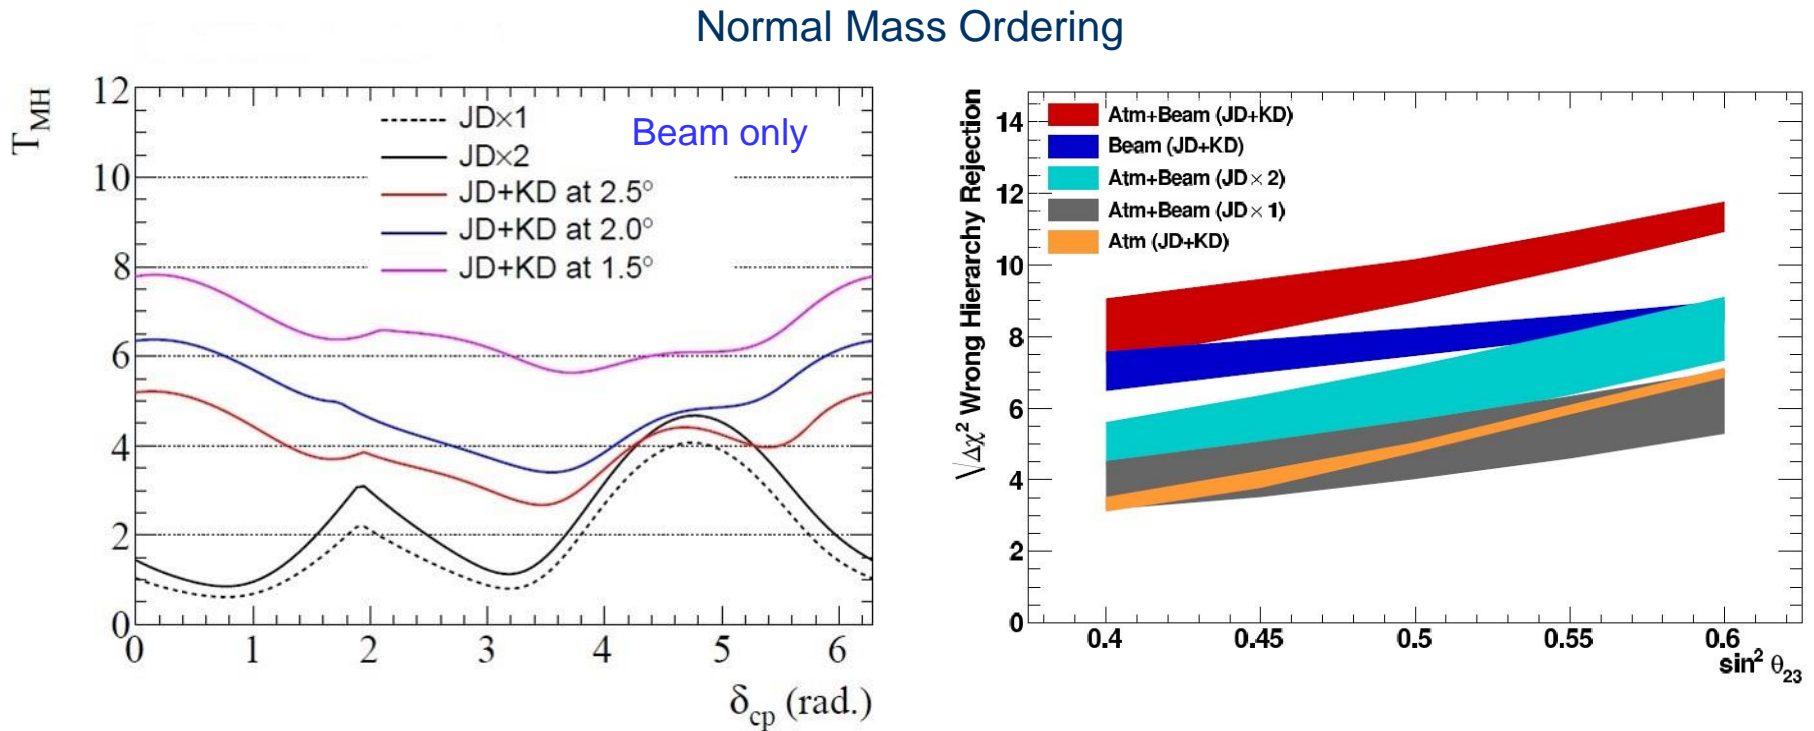 Normal Mass Ordering
T_MH
12
10
8
6
4
2
0
JD×1
JD×2
JD+KD at 2.5°
JD+KD at 2.0°
JD+KD at 1.5°
Beam only
0 1 2 3 4 5 6
δ_cp (rad.)
√Δχ² Wrong Hierarchy Rejection
14
12
10
8
6
4
2
0
Atm+Beam (JD+KD)
Beam (JD+KD)
Atm+Beam (JD×2)
Atm+Beam (JD×1)
Atm (JD+KD)
0.4 0.45 0.5 0.55 0.6
sin² θ₂₃